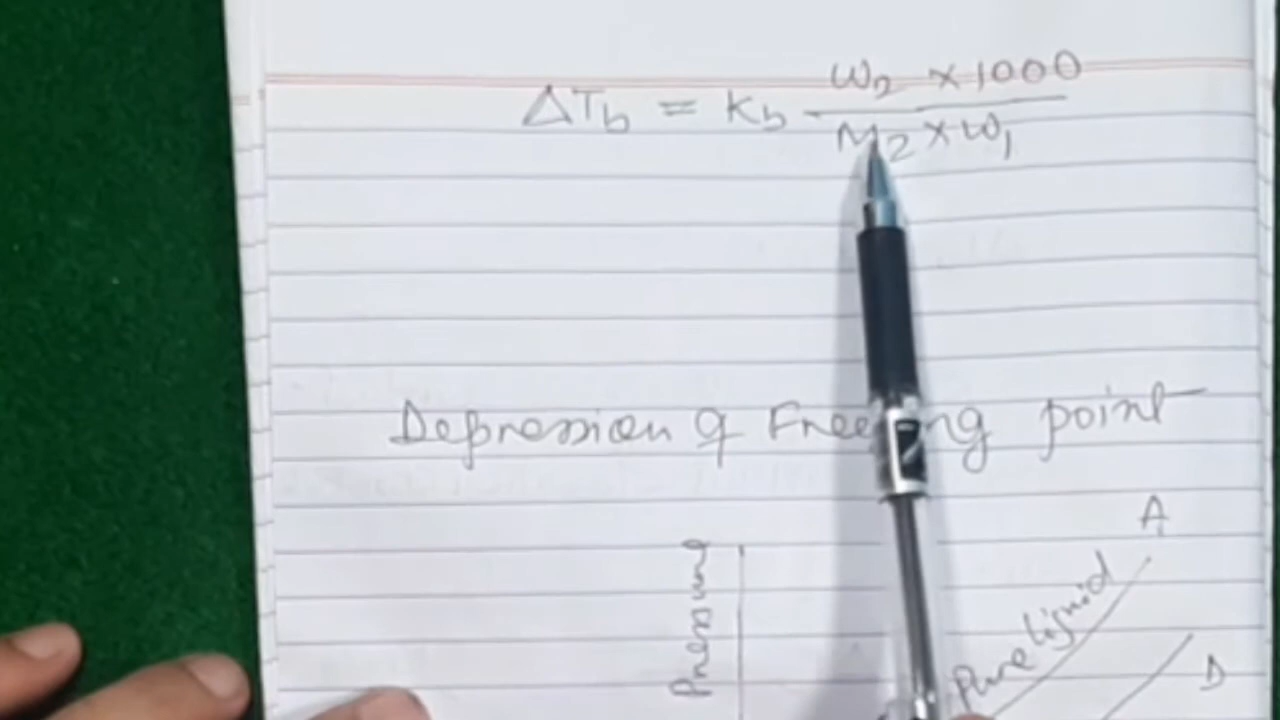 ΔTb = Kb w2 × 1000 / M2 × w1
Depression of Freezing point
A
Pressure
Pure liquid
D